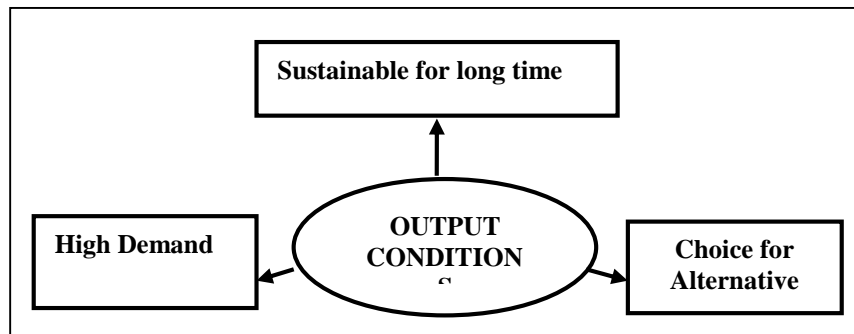 Sustainable for long time
High Demand
OUTPUT
CONDITION
S
Choice for
Alternative